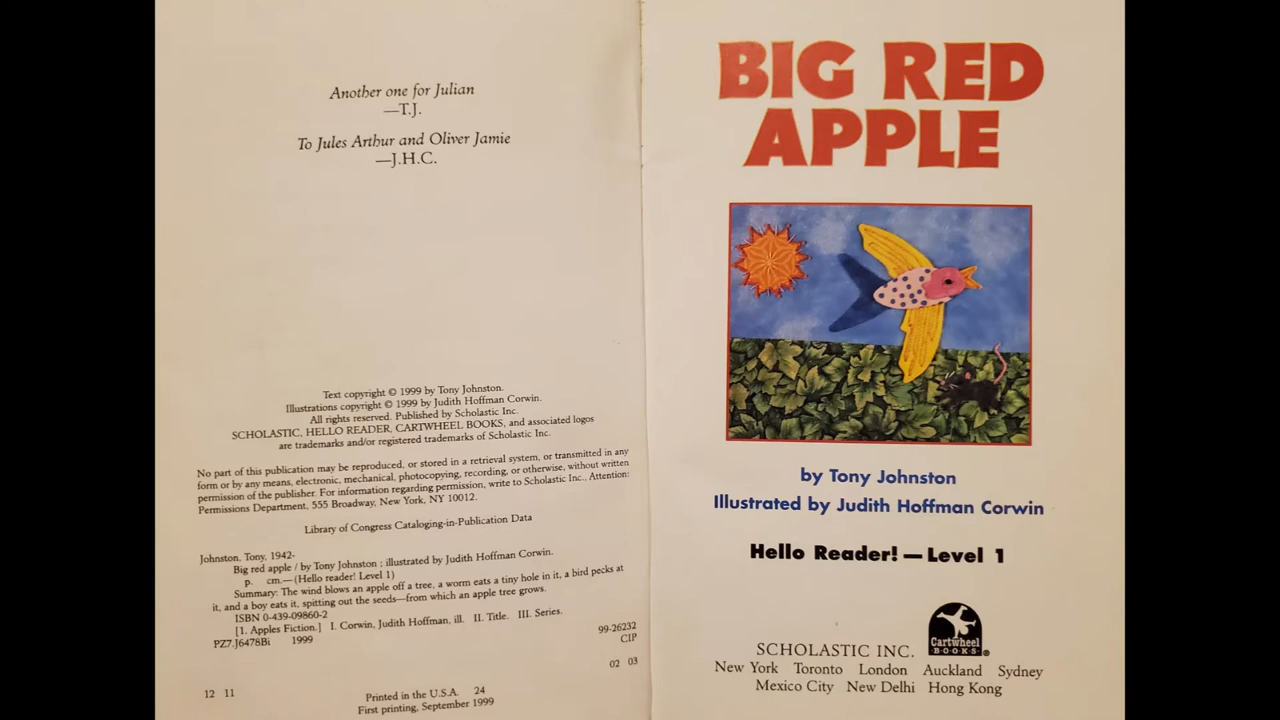 Another one for Julian
—T.J.
To Jules Arthur and Oliver Jamie
—J.H.C.
Text copyright © 1999 by Tony Johnston.
Illustrations copyright © 1999 by Judith Hoffman Corwin.
All rights reserved. Published by Scholastic Inc.
SCHOLASTIC, HELLO READER, CARTWHEEL BOOKS, and associated logos
are trademarks and/or registered trademarks of Scholastic Inc.
No part of this publication may be reproduced, or stored in a retrieval system, or transmitted in any
form or by any means, electronic, mechanical, photocopying, recording, or otherwise, without written
permission of the publisher. For information regarding permission, write to Scholastic Inc., Attention:
Permissions Department, 555 Broadway, New York, NY 10012.
Library of Congress Cataloging-in-Publication Data
Johnston, Tony, 1942-
Big red apple / by Tony Johnston ; illustrated by Judith Hoffman Corwin.
p. cm.—(Hello reader! Level 1)
Summary: The wind blows an apple off a tree, a worm eats a tiny hole in it, a bird pecks at
it, and a boy eats it, spitting out the seeds—from which an apple tree grows.
ISBN 0-439-09860-2
[1. Apples Fiction.] I. Corwin, Judith Hoffman, ill. II. Title. III. Series.
PZ7.J6478Bi 1999
99-26232
CIP
12 11
02 03
Printed in the U.S.A. 24
First printing, September 1999
BIG RED
APPLE
by Tony Johnston
Illustrated by Judith Hoffman Corwin
Hello Reader! — Level 1
Cartwheel
BOOKS
®
SCHOLASTIC INC.
New York Toronto London Auckland Sydney
Mexico City New Delhi Hong Kong